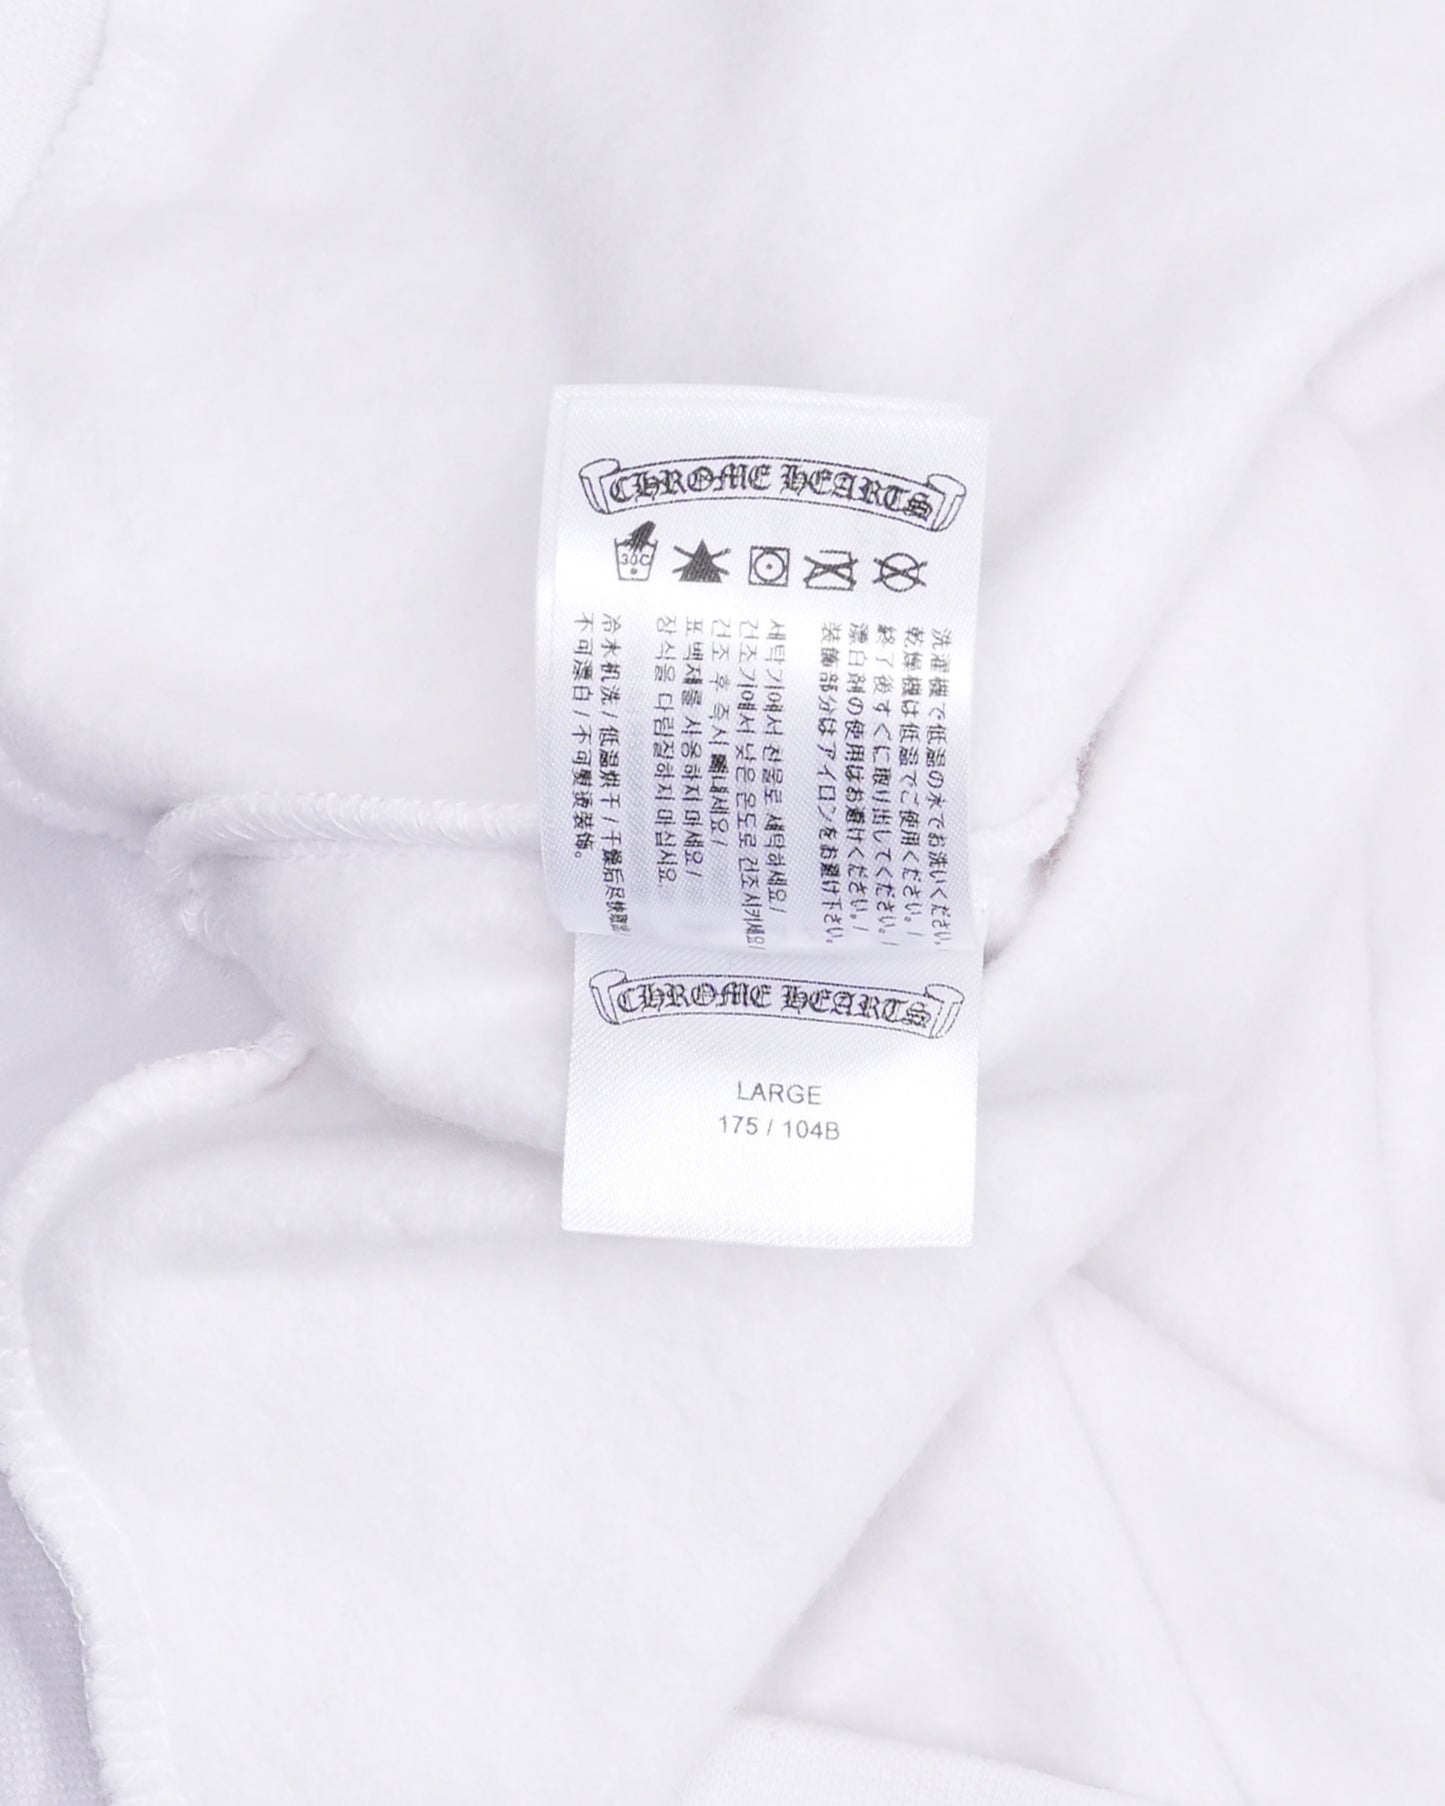 CHROME HEARTS
30C
洗濯機で低温の水でお洗いください。
乾燥機は低温でご使用ください。/
終了後すぐに取り出してください。/
漂白剤の使用はお避けください。/
装飾部分はアイロンをお避け下さい。
세탁기에서 찬물로 세탁하세요/
건조기에서 낮은 온도로 건조시키세요/
건조 후 즉시 꺼내세요/
표백제를 사용하지 마세요/
장식을 다림질하지 마십시요.
冷水机洗 / 低温烘干 / 干燥后尽快取出/
不可漂白 / 不可熨烫装饰。
CHROME HEARTS
LARGE
175 / 104B